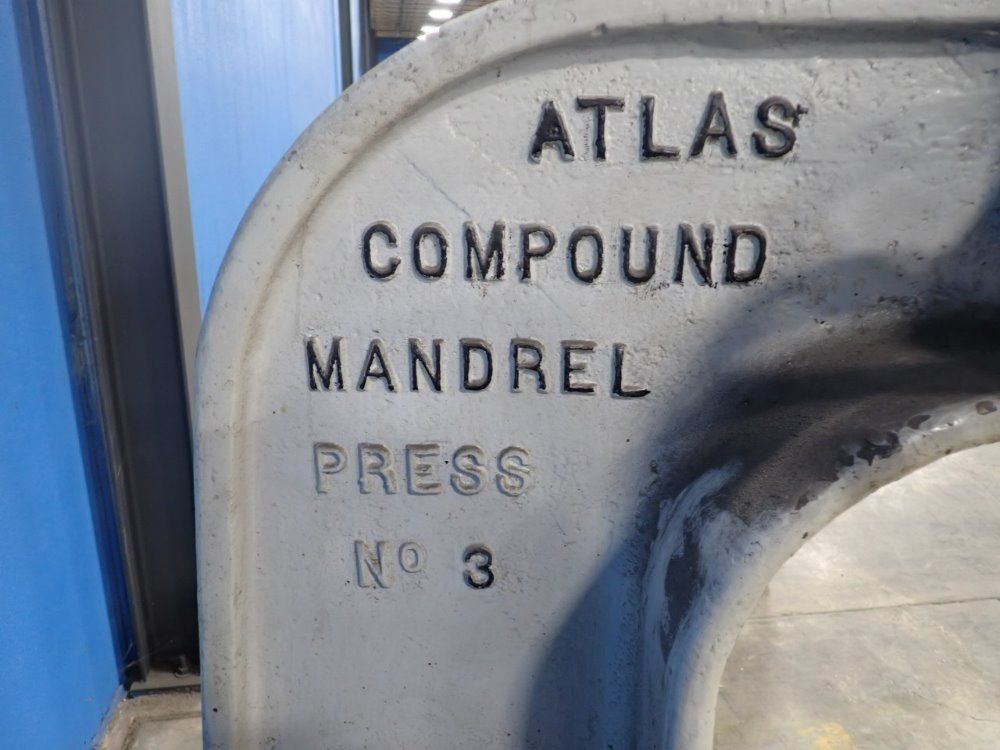 ATLAS
COMPOUND
MANDREL
PRESS
Nº 3